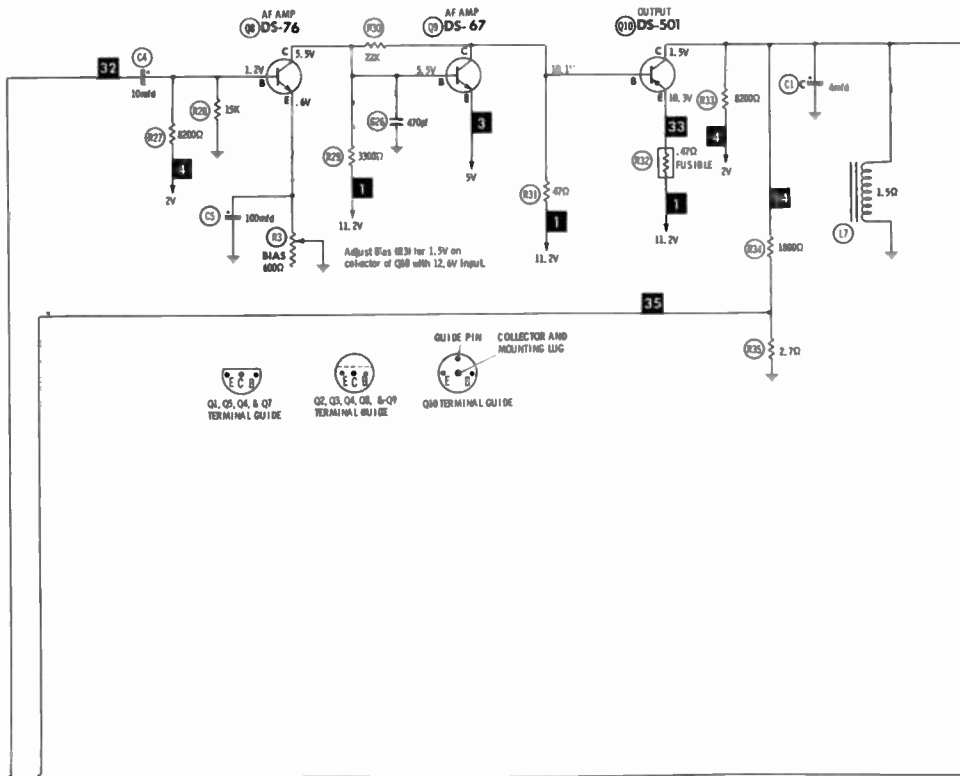 AF AMP
Q8 DS-76
R30
22K
AF AMP
Q9 DS-67
OUTPUT
Q10 DS-501
C4
10mfd
32
1.2V
B
C
5.5V
E
.6V
R27
8200Ω
4
2V
R28
15K
C5
100mfd
R3
BIAS
600Ω
R29
3300Ω
1
11.2V
Adjust Bias (R3) for 1.5V on
collector of Q10 with 12.6V input.
470pf
5.5V
B
C
E
3
5V
10.1V
R31
47Ω
1
11.2V
B
C
1.5V
E
10.3V
33
R32
.47Ω
FUSIBLE
1
11.2V
R33
8200Ω
4
2V
C1
C
4mfd
4
R34
1800Ω
L7
1.5Ω
35
R35
2.7Ω
E C B
Q1, Q5, Q4, & Q7
TERMINAL GUIDE
E C B
Q2, Q3, Q4, Q8, & Q9
TERMINAL GUIDE
GUIDE PIN
COLLECTOR AND
MOUNTING LUG
E B
Q10 TERMINAL GUIDE